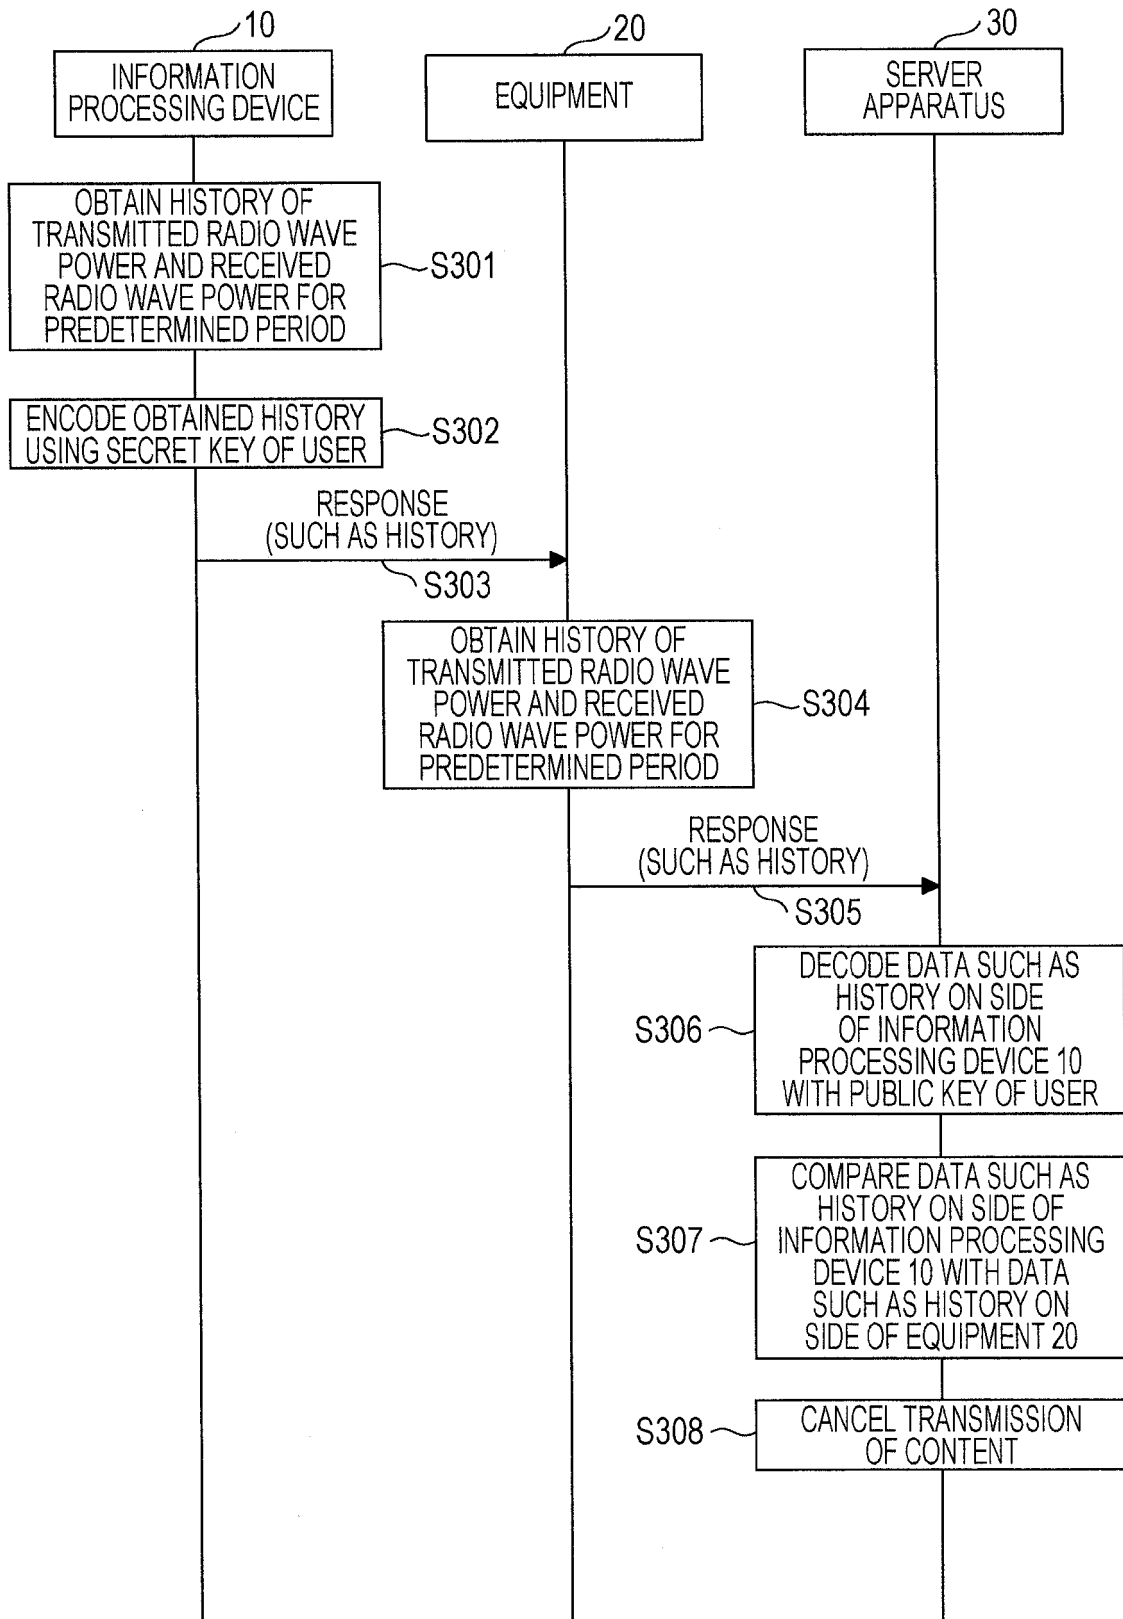 10
20
30
INFORMATION
PROCESSING DEVICE
EQUIPMENT
SERVER
APPARATUS
OBTAIN HISTORY OF
TRANSMITTED RADIO WAVE
POWER AND RECEIVED
RADIO WAVE POWER FOR
PREDETERMINED PERIOD
S301
ENCODE OBTAINED HISTORY
USING SECRET KEY OF USER
S302
RESPONSE
(SUCH AS HISTORY)
S303
OBTAIN HISTORY OF
TRANSMITTED RADIO WAVE
POWER AND RECEIVED
RADIO WAVE POWER FOR
PREDETERMINED PERIOD
S304
RESPONSE
(SUCH AS HISTORY)
S305
DECODE DATA SUCH AS
HISTORY ON SIDE
OF INFORMATION
PROCESSING DEVICE 10
WITH PUBLIC KEY OF USER
S306
COMPARE DATA SUCH AS
HISTORY ON SIDE OF
INFORMATION PROCESSING
DEVICE 10 WITH DATA
SUCH AS HISTORY ON
SIDE OF EQUIPMENT 20
S307
CANCEL TRANSMISSION
OF CONTENT
S308